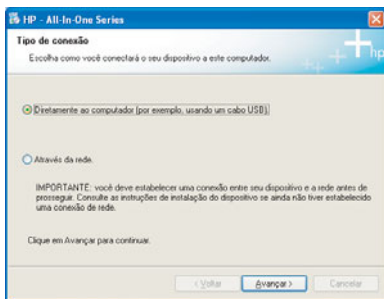 HP - All-In-One Series
Tipo de conexão
Escolha como você conectará o seu dispositivo a este computador.
hp
Diretamente ao computador (por exemplo, usando um cabo USB).
Através da rede.
IMPORTANTE: você deve estabelecer uma conexão entre seu dispositivo e a rede antes de
prosseguir. Consulte as instruções de instalação do dispositivo se ainda não tiver estabelecido
uma conexão de rede.
Clique em Avançar para continuar.
< Voltar
Avançar >
Cancelar